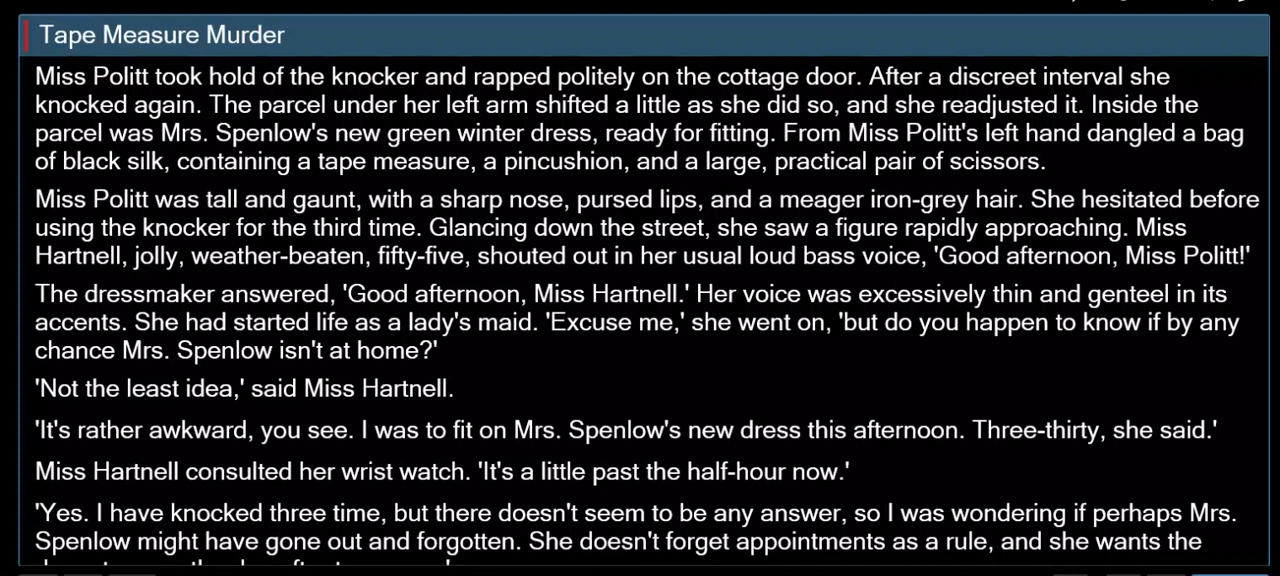 Tape Measure Murder
Miss Politt took hold of the knocker and rapped politely on the cottage door. After a discreet interval she
knocked again. The parcel under her left arm shifted a little as she did so, and she readjusted it. Inside the
parcel was Mrs. Spenlow's new green winter dress, ready for fitting. From Miss Politt's left hand dangled a bag
of black silk, containing a tape measure, a pincushion, and a large, practical pair of scissors.
Miss Politt was tall and gaunt, with a sharp nose, pursed lips, and a meager iron-grey hair. She hesitated before
using the knocker for the third time. Glancing down the street, she saw a figure rapidly approaching. Miss
Hartnell, jolly, weather-beaten, fifty-five, shouted out in her usual loud bass voice, 'Good afternoon, Miss Politt!'
The dressmaker answered, 'Good afternoon, Miss Hartnell.' Her voice was excessively thin and genteel in its
accents. She had started life as a lady's maid. 'Excuse me,' she went on, 'but do you happen to know if by any
chance Mrs. Spenlow isn't at home?'
'Not the least idea,' said Miss Hartnell.
'It's rather awkward, you see. I was to fit on Mrs. Spenlow's new dress this afternoon. Three-thirty, she said.'
Miss Hartnell consulted her wrist watch. 'It's a little past the half-hour now.'
'Yes. I have knocked three time, but there doesn't seem to be any answer, so I was wondering if perhaps Mrs.
Spenlow might have gone out and forgotten. She doesn't forget appointments as a rule, and she wants the